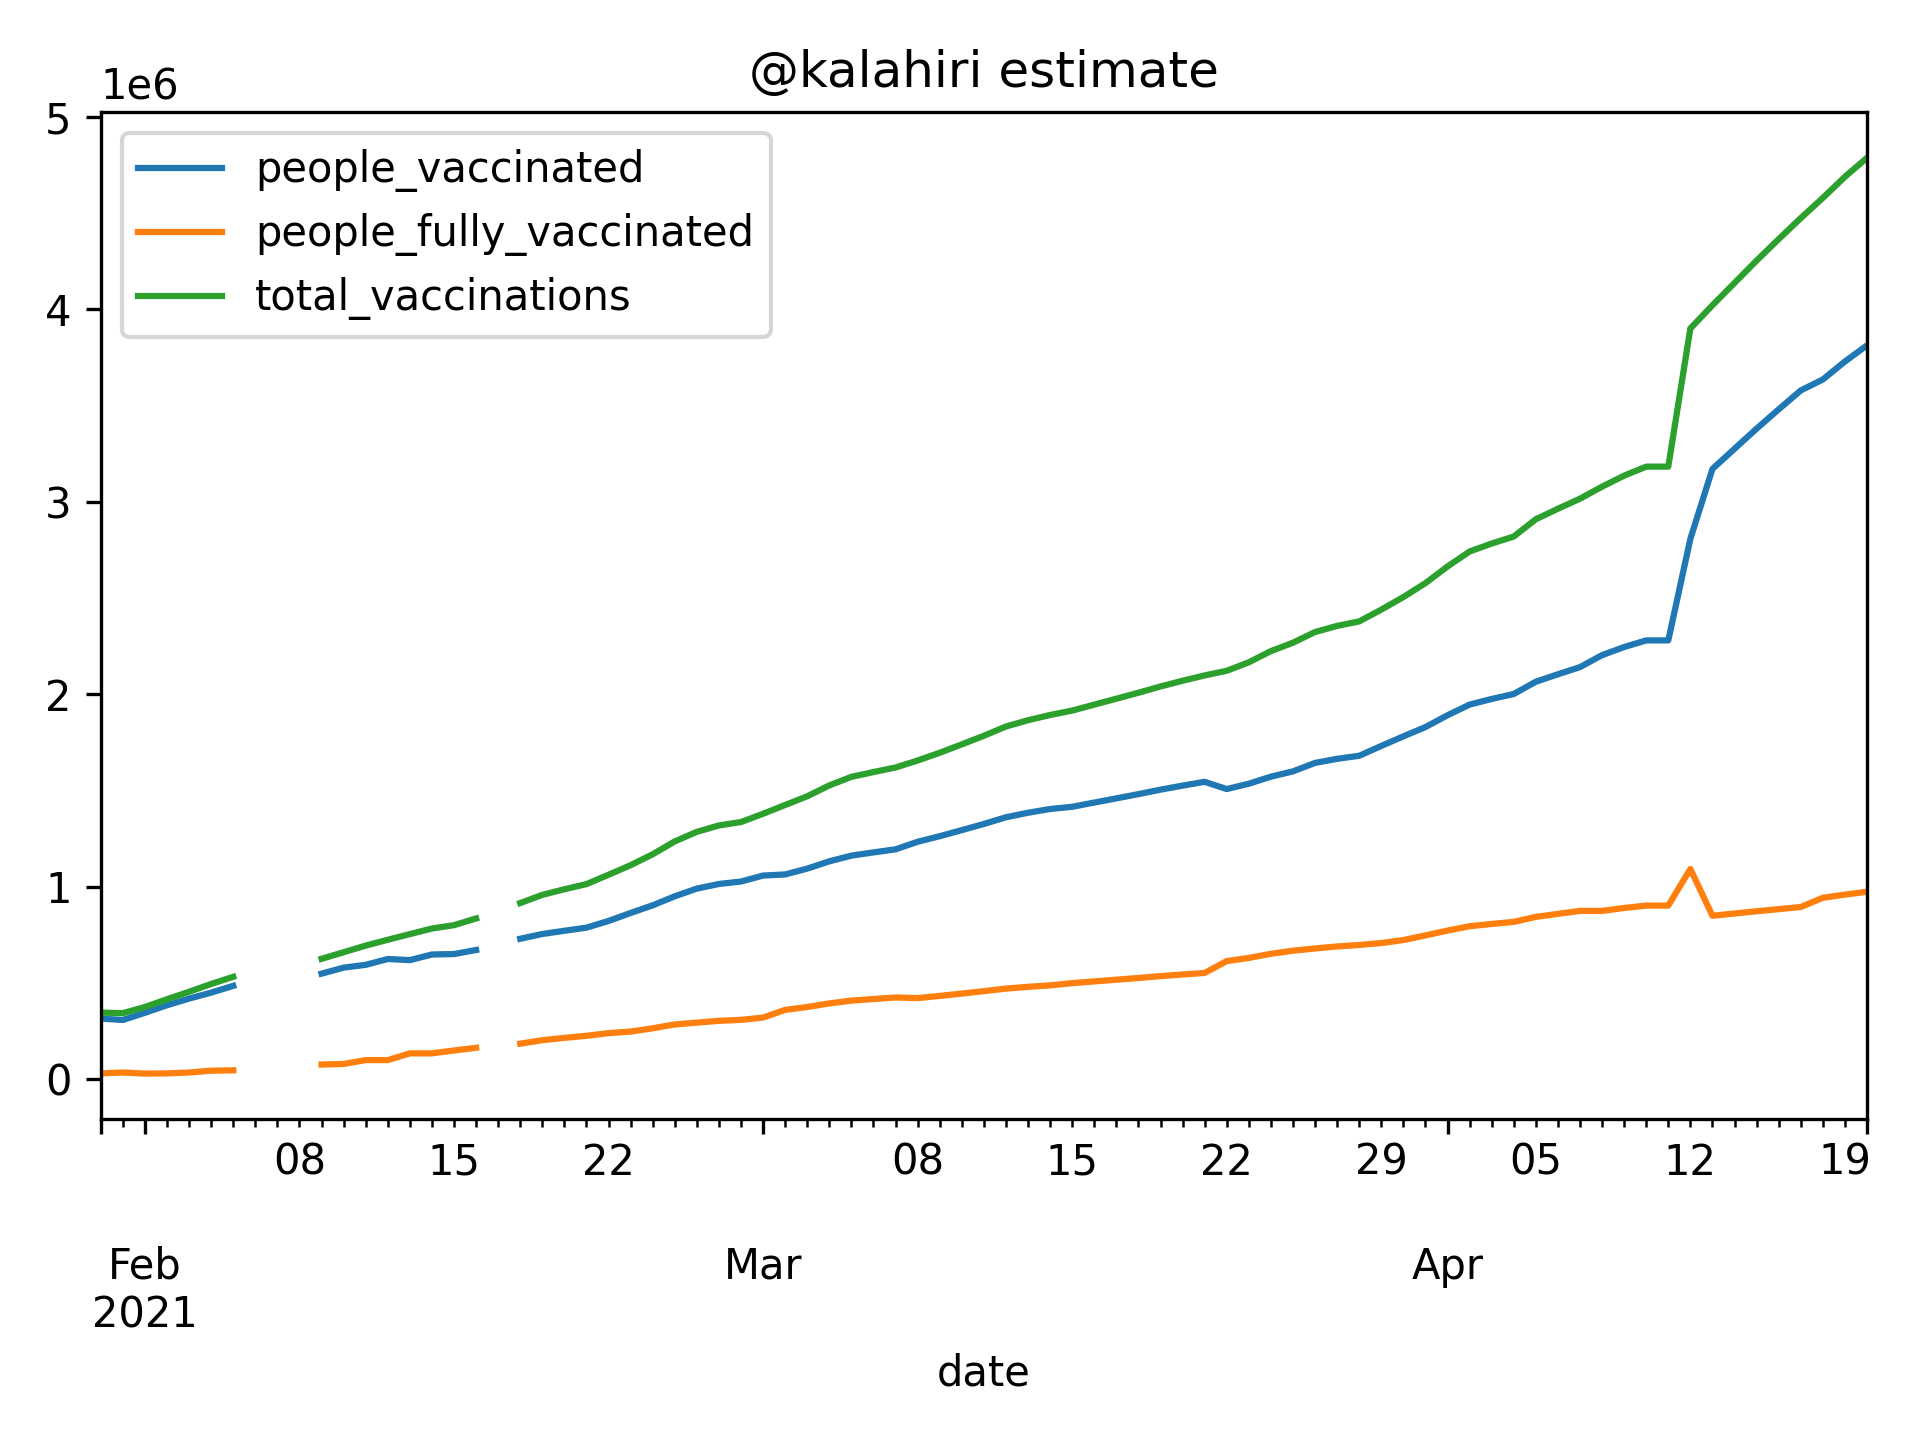 @kalahiri estimate
1e6
5
4
3
2
1
0
people_vaccinated
people_fully_vaccinated
total_vaccinations
08 15 22 08 15 22 29 05 12 19
Feb Mar Apr
2021
date